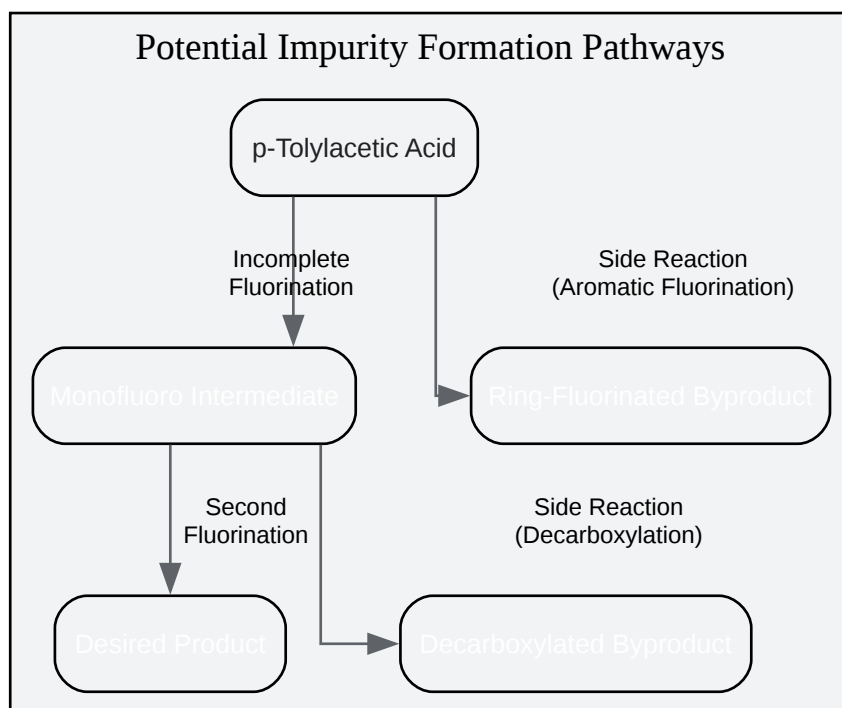 Potential Impurity Formation Pathways
p-Tolylacetic Acid
Incomplete
Fluorination
Side Reaction
(Aromatic Fluorination)
Monofluoro Intermediate
Ring-Fluorinated Byproduct
Second
Fluorination
Side Reaction
(Decarboxylation)
Desired Product
Decarboxylated Byproduct